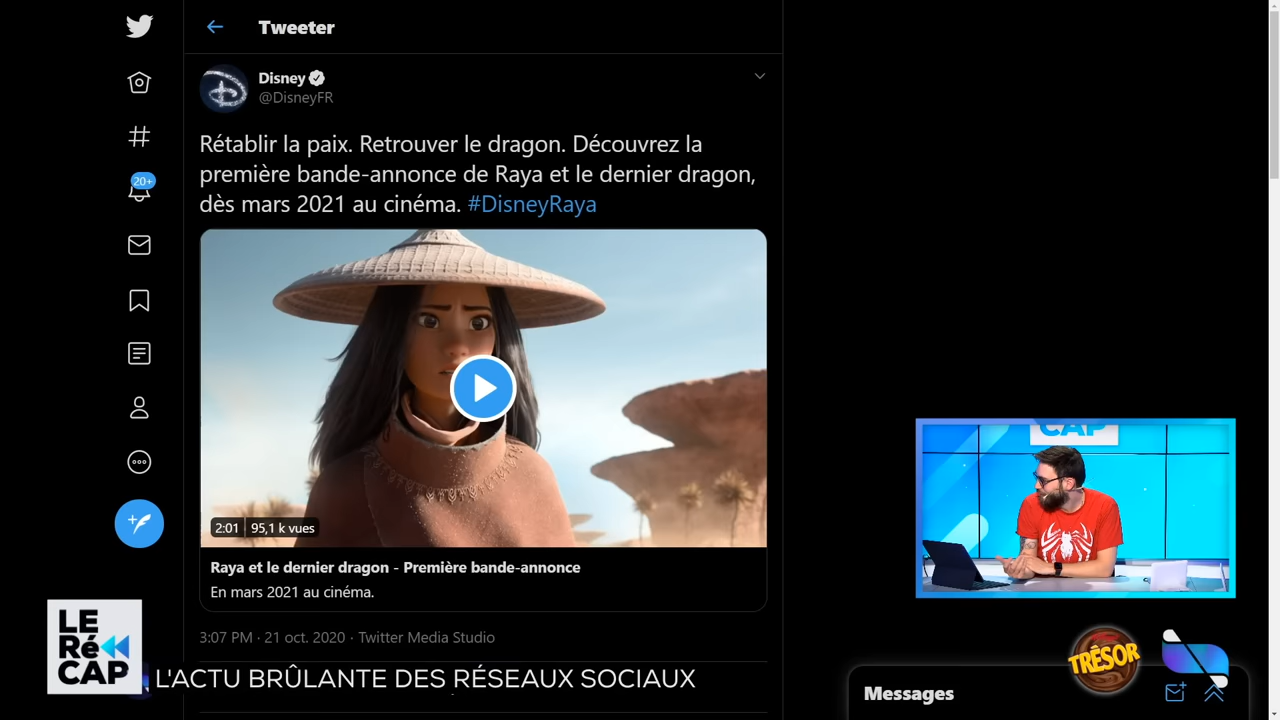 Tweeter
Disney
@DisneyFR
Rétablir la paix. Retrouver le dragon. Découvrez la
première bande-annonce de Raya et le dernier dragon,
dès mars 2021 au cinéma. #DisneyRaya
20+
2:01 95,1 k vues
Raya et le dernier dragon - Première bande-annonce
En mars 2021 au cinéma.
3:07 PM · 21 oct. 2020 · Twitter Media Studio
CAP
LE
Ré
CAP
L'ACTU BRÛLANTE DES RÉSEAUX SOCIAUX
TRÉSOR
Messages